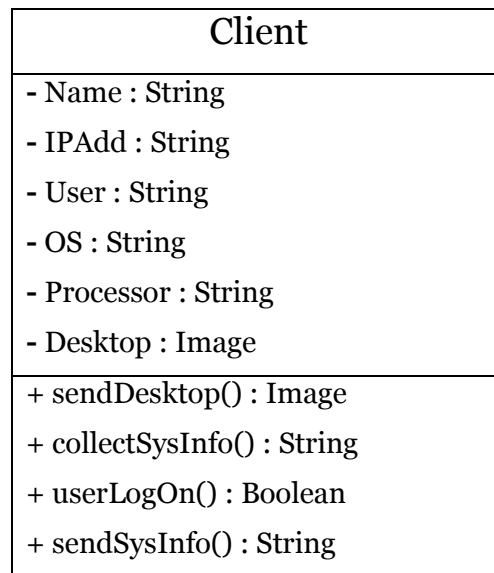 Client
- Name : String
- IPAdd : String
- User : String
- OS : String
- Processor : String
- Desktop : Image
+ sendDesktop() : Image
+ collectSysInfo() : String
+ userLogOn() : Boolean
+ sendSysInfo() : String